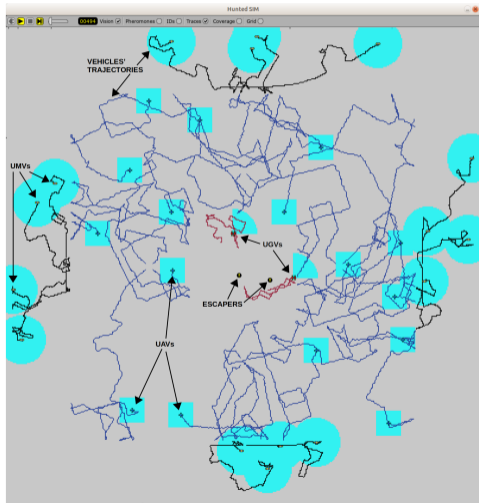 Hunted SIM
00494 Vision Pheromones IDs Traces Coverage Grid
VEHICLES'
TRAJECTORIES
UMVs
UGVs
ESCAPERS
UAVs